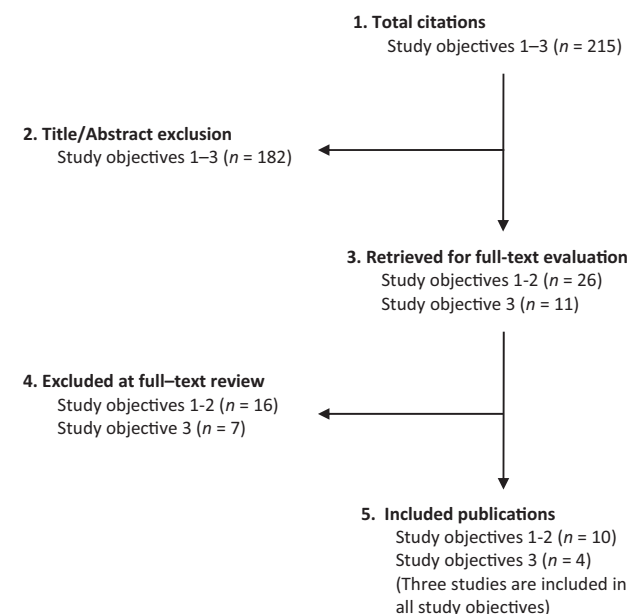 1. Total citations
Study objectives 1–3 (n = 215)
2. Title/Abstract exclusion
Study objectives 1–3 (n = 182)
3. Retrieved for full-text evaluation
Study objectives 1-2 (n = 26)
Study objective 3 (n = 11)
4. Excluded at full–text review
Study objectives 1-2 (n = 16)
Study objective 3 (n = 7)
5. Included publications
Study objectives 1-2 (n = 10)
Study objectives 3 (n = 4)
(Three studies are included in
all study objectives)